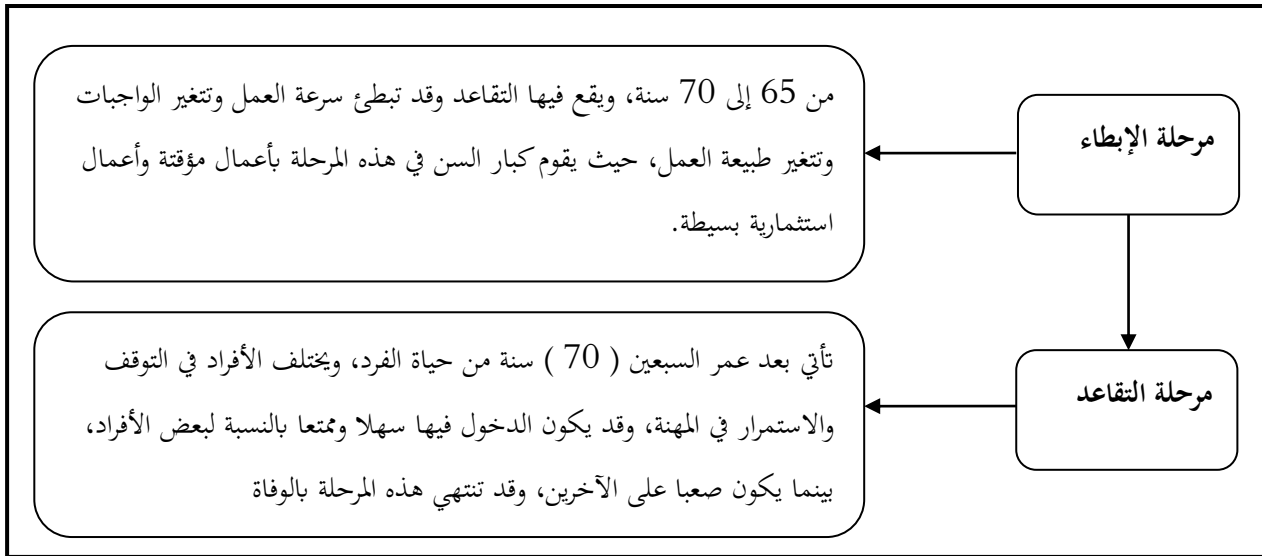 مرحلة الإبطاء
من 65 إلى 70 سنة، ويقع فيها التقاعد وقد تبطئ سرعة العمل وتتغير الواجبات
وتتغير طبيعة العمل، حيث يقوم كبار السن في هذه المرحلة بأعمال مؤقتة وأعمال
استثمارية بسيطة.
مرحلة التقاعد
تأتي بعد عمر السبعين ( 70 ) سنة من حياة الفرد، ويختلف الأفراد في التوقف
والاستمرار في المهنة، وقد يكون الدخول فيها سهلا وممتعا بالنسبة لبعض الأفراد،
بينما يكون صعبا على الآخرين، وقد تنتهي هذه المرحلة بالوفاة